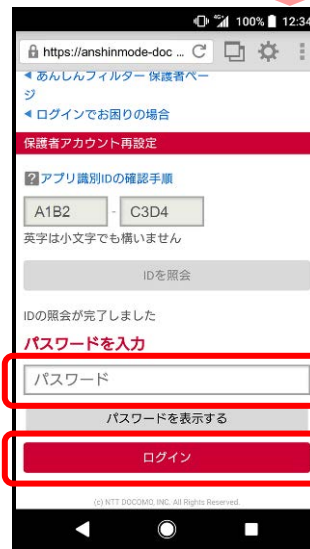 100% 12:34
https://anshinmode-doc ...
◀ あんしんフィルター 保護者ペー
ジ
◀ ログインでお困りの場合
保護者アカウント再設定
? アプリ識別IDの確認手順
A1B2 - C3D4
英字は小文字でも構いません
IDを照会
IDの照会が完了しました
パスワードを入力
パスワード
パスワードを表示する
ログイン
(c) NTT DOCOMO, INC. All Rights Reserved.